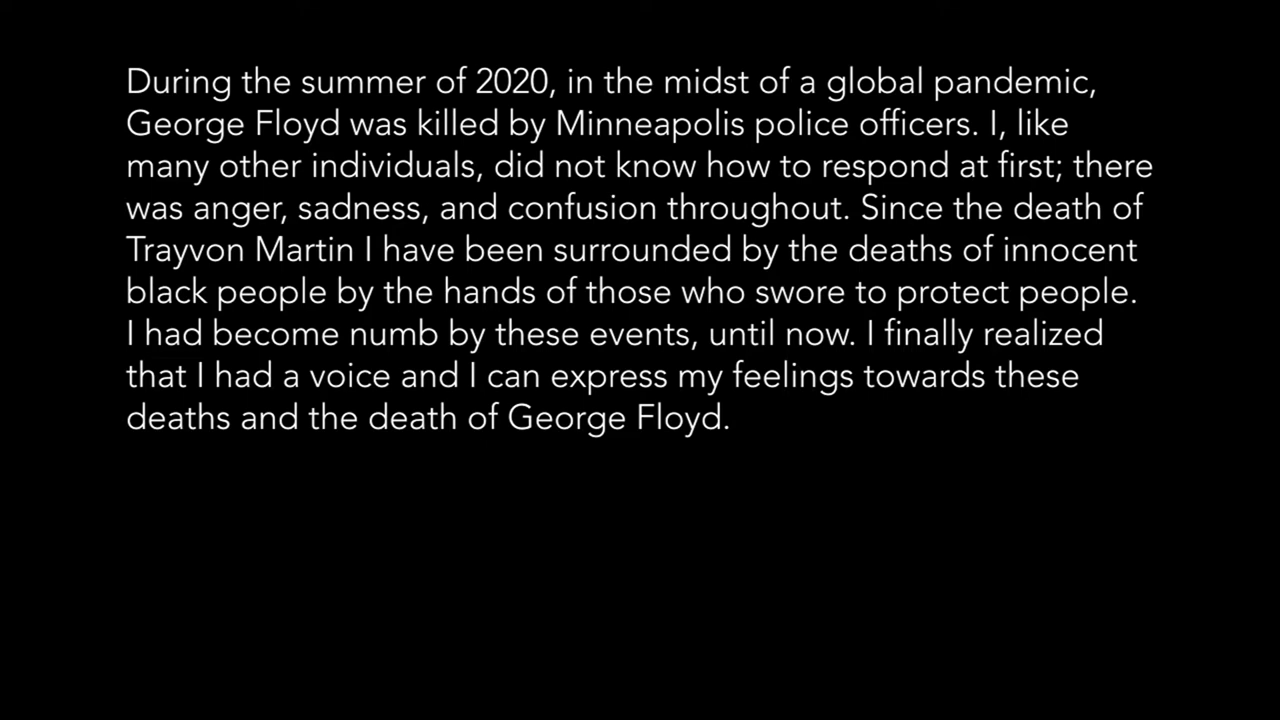 During the summer of 2020, in the midst of a global pandemic,
George Floyd was killed by Minneapolis police officers. I, like
many other individuals, did not know how to respond at first; there
was anger, sadness, and confusion throughout. Since the death of
Trayvon Martin I have been surrounded by the deaths of innocent
black people by the hands of those who swore to protect people.
I had become numb by these events, until now. I finally realized
that I had a voice and I can express my feelings towards these
deaths and the death of George Floyd.